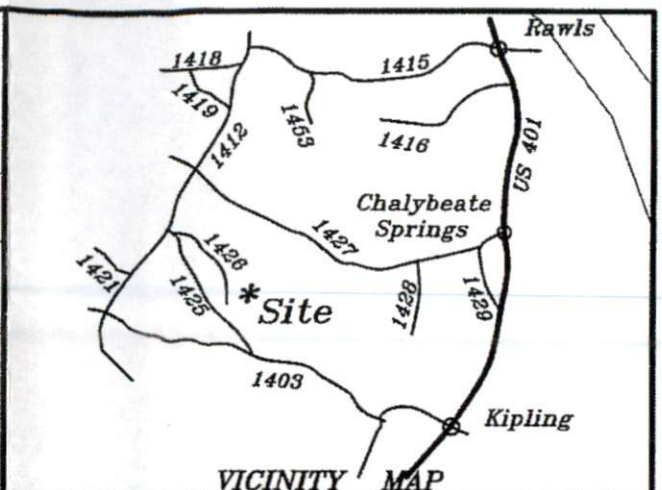 Rawls
1418
1415
1419
1453
1412
1416
US 401
Chalybeate
Springs
1427
1426
1421
1425
* Site
1428
1429
1403
Kipling
VICINITY MAP